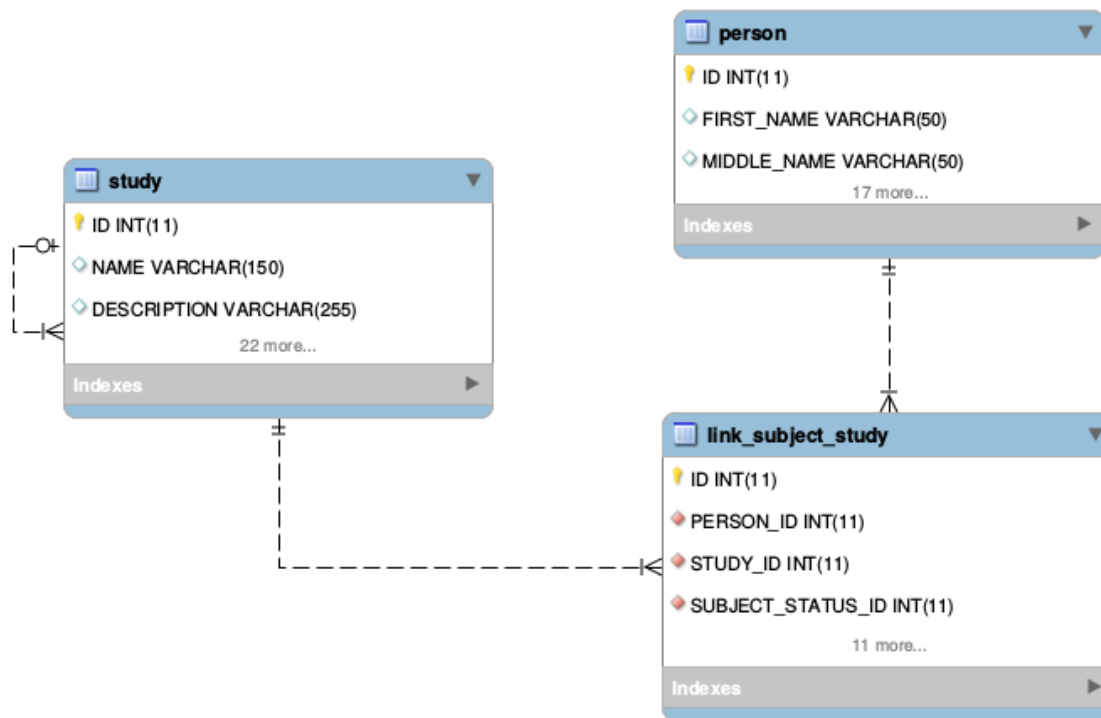 person
ID INT(11)
FIRST_NAME VARCHAR(50)
MIDDLE_NAME VARCHAR(50)
17 more...
Indexes
study
ID INT(11)
NAME VARCHAR(150)
DESCRIPTION VARCHAR(255)
22 more...
Indexes
link_subject_study
ID INT(11)
PERSON_ID INT(11)
STUDY_ID INT(11)
SUBJECT_STATUS_ID INT(11)
11 more...
Indexes